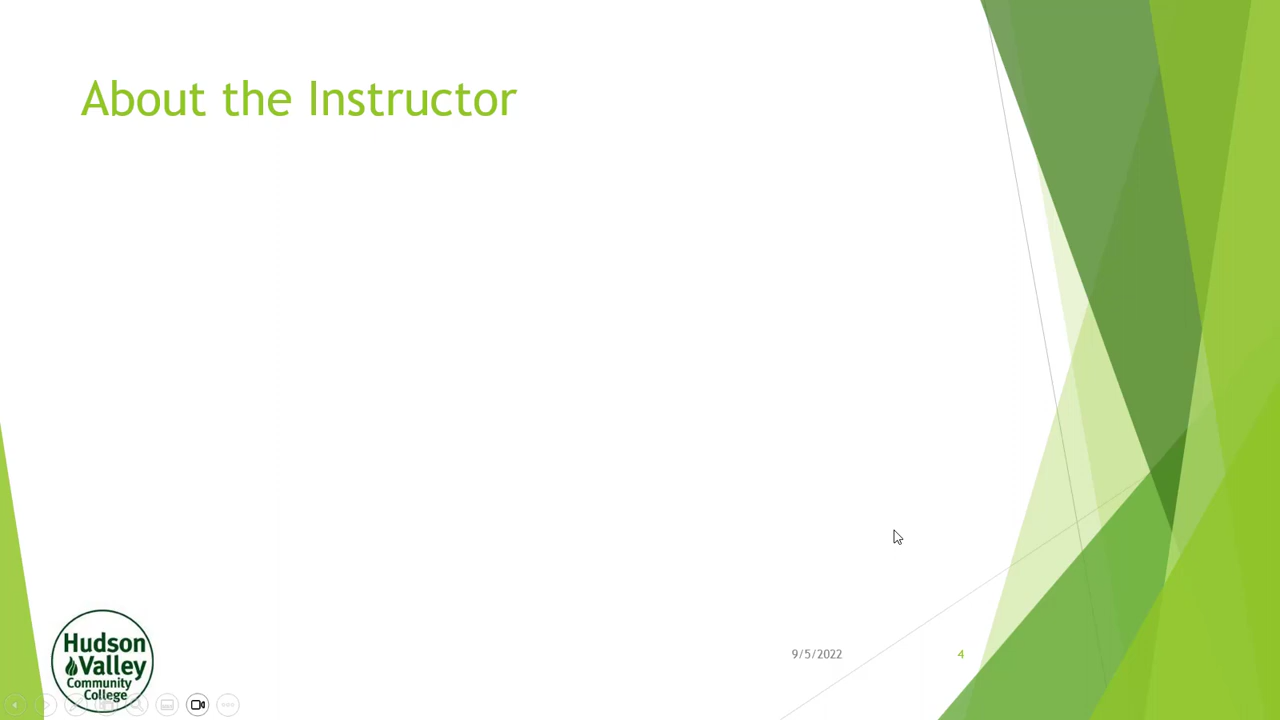 About the Instructor
Hudson
Valley
Community
College
9/5/2022
4